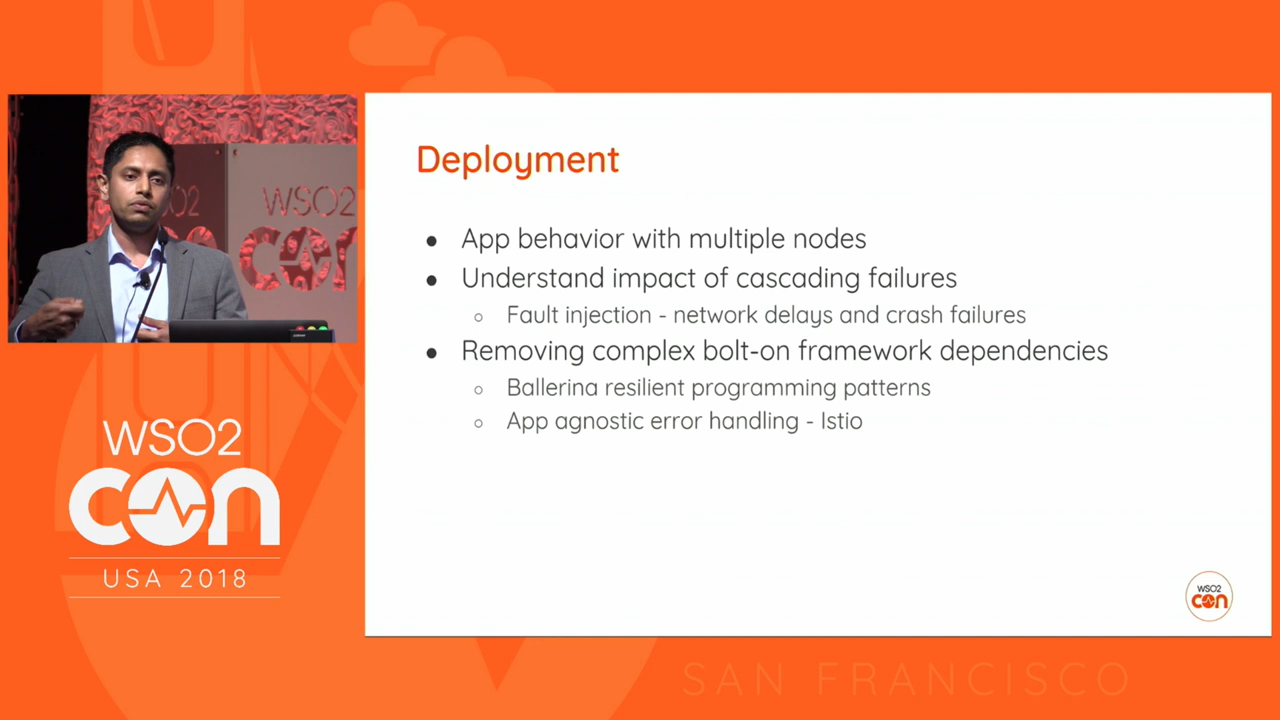 Deployment
App behavior with multiple nodes
Understand impact of cascading failures
Fault injection - network delays and crash failures
Removing complex bolt-on framework dependencies
Ballerina resilient programming patterns
App agnostic error handling - Istio
WSO2
con
WSO2
con
USA 2018
WSO2
con
SAN FRANCISCO